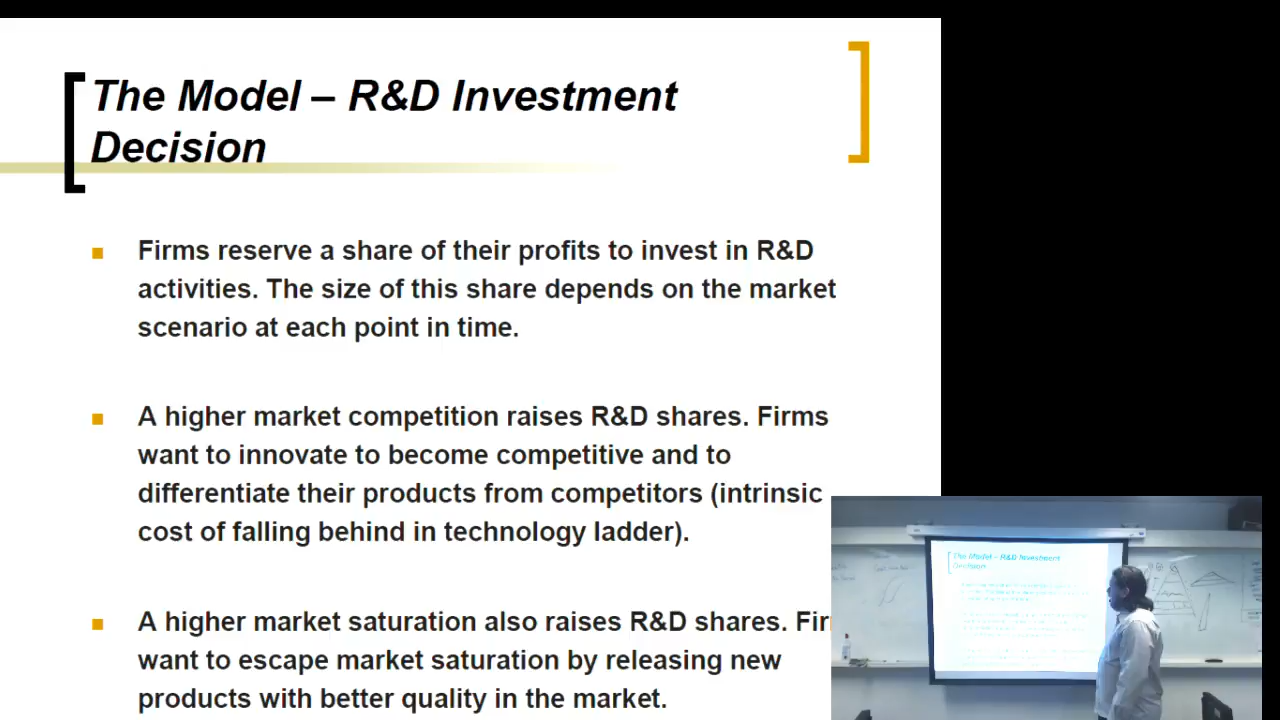 The Model – R&D Investment
Decision
Firms reserve a share of their profits to invest in R&D
activities. The size of this share depends on the market
scenario at each point in time.
A higher market competition raises R&D shares. Firms
want to innovate to become competitive and to
differentiate their products from competitors (intrinsic
cost of falling behind in technology ladder).
A higher market saturation also raises R&D shares.
want to escape market saturation by releasing new
products with better quality in the market.
The Model - R&D Investment
Decision